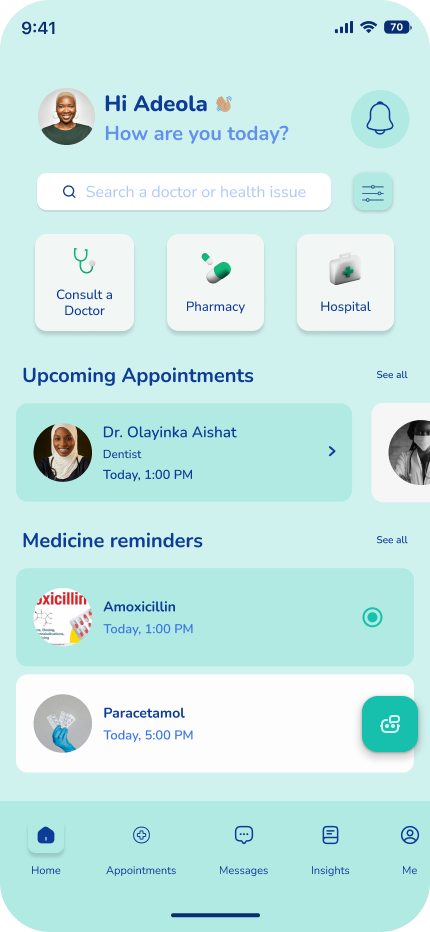 9:41
70
Hi Adeola 👋🏽
How are you today?
Search a doctor or health issue
Consult a
Doctor
Pharmacy
Hospital
Upcoming Appointments
See all
Dr. Olayinka Aishat
Dentist
Today, 1:00 PM
Medicine reminders
See all
oxicillin
Amoxicillin
Today, 1:00 PM
Paracetamol
Today, 5:00 PM
Home
Appointments
Messages
Insights
Me